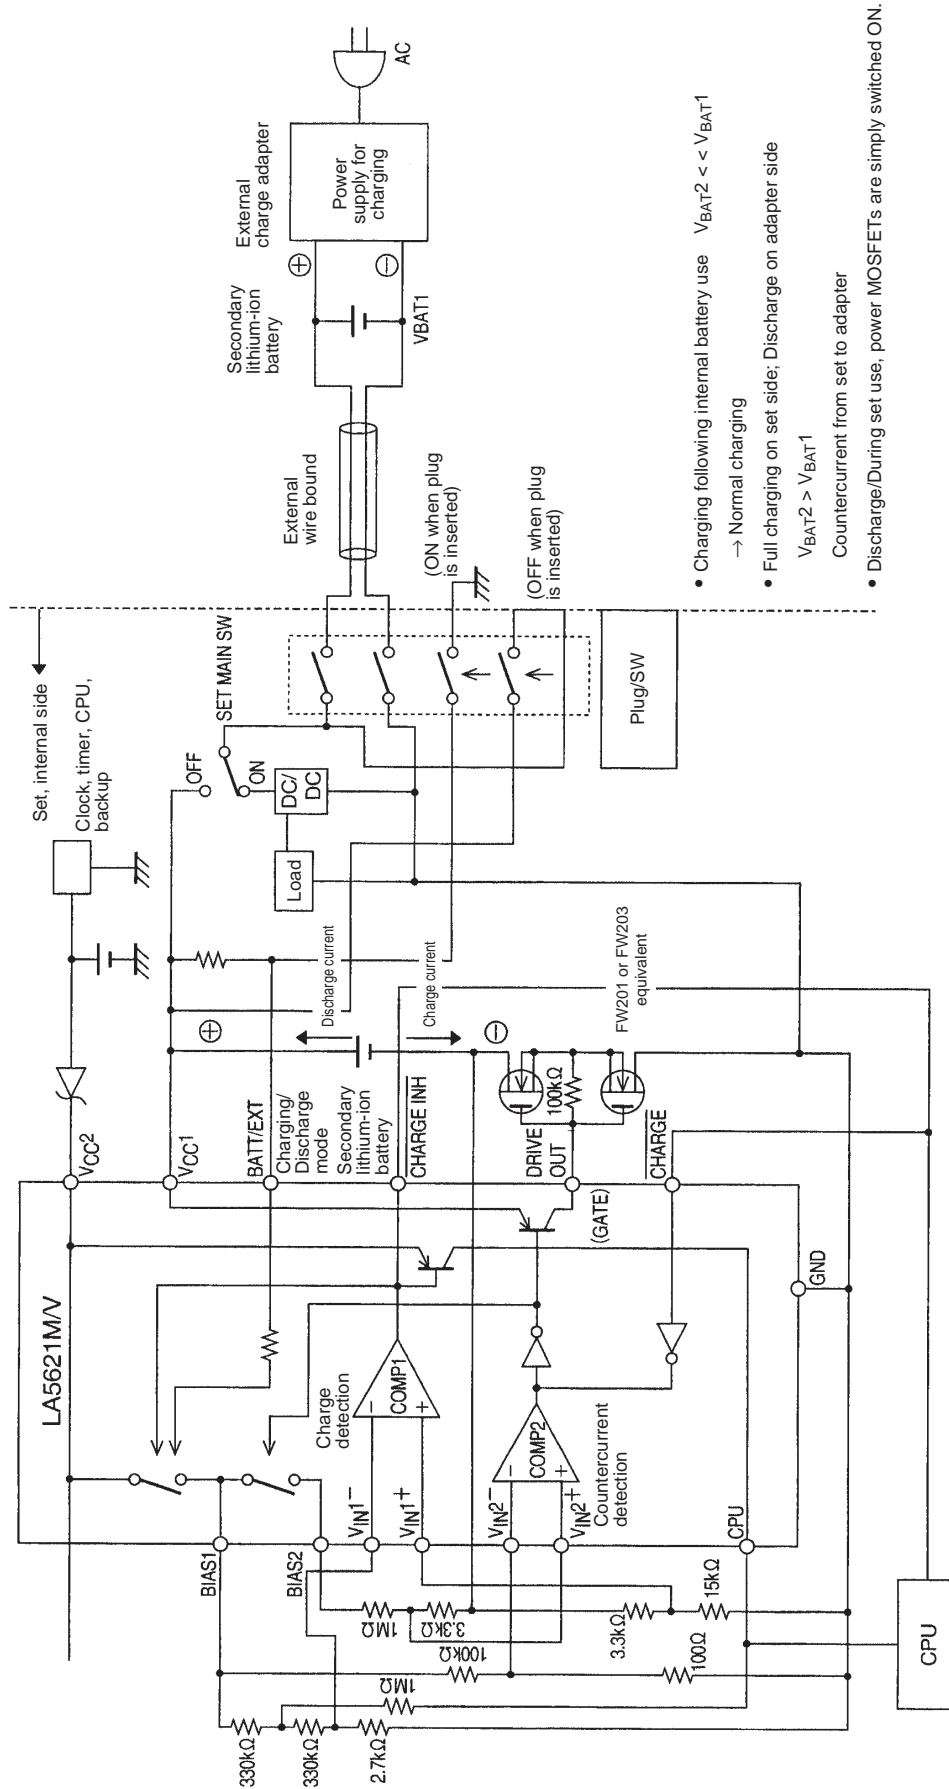 Set, internal side
Clock, timer, CPU,
backup
SET MAIN SW
OFF
ON
DC/
DC
Load
External
wire bound
Secondary
lithium-ion
battery
VBAT1
External
charge adapter
Power
supply for
charging
AC
(ON when plug
is inserted)
(OFF when plug
is inserted)
Plug/SW
LA5621M/V
VCC2
VCC1
BATT/EXT
Charging/
Discharge
mode
Secondary
lithium-ion
battery
CHARGE INH
Discharge current
Charge current
DRIVE
OUT
(GATE)
100kΩ
FW201 or FW203
equivalent
CHARGE
GND
Charge
detection
COMP1
COMP2
Countercurrent
detection
BIAS1
BIAS2
VIN1−
VIN1+
VIN2−
VIN2+
CPU
330kΩ
330kΩ
2.7kΩ
1MΩ
100kΩ
1MΩ
3.3kΩ
3.3kΩ
15kΩ
100Ω
CPU
• Charging following internal battery use VBAT2 < < VBAT1
→ Normal charging
• Full charging on set side; Discharge on adapter side
VBAT2 > VBAT1
Countercurrent from set to adapter
• Discharge/During set use, power MOSFETs are simply switched ON.